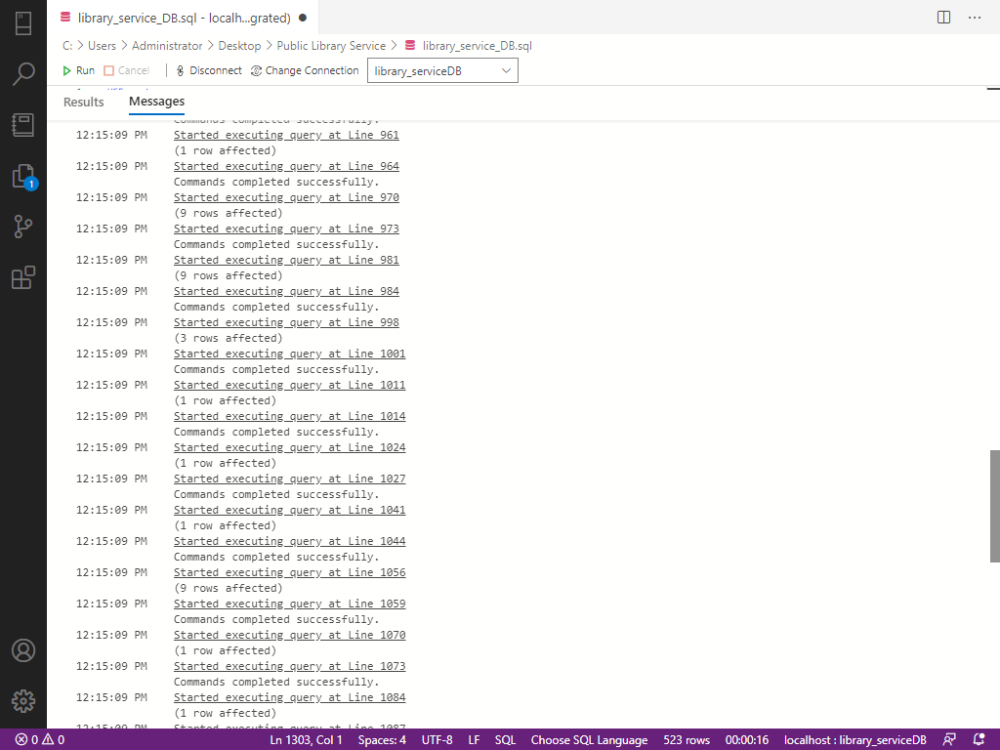 library_service_DB.sql - localh...grated) ●
C: > Users > Administrator > Desktop > Public Library Service > library_service_DB.sql
Run Cancel Disconnect Change Connection library_serviceDB
Results Messages
Commands completed successfully.
12:15:09 PM Started executing query at Line 961
(1 row affected)
12:15:09 PM Started executing query at Line 964
Commands completed successfully.
12:15:09 PM Started executing query at Line 970
(9 rows affected)
12:15:09 PM Started executing query at Line 973
Commands completed successfully.
12:15:09 PM Started executing query at Line 981
(9 rows affected)
12:15:09 PM Started executing query at Line 984
Commands completed successfully.
12:15:09 PM Started executing query at Line 998
(3 rows affected)
12:15:09 PM Started executing query at Line 1001
Commands completed successfully.
12:15:09 PM Started executing query at Line 1011
(1 row affected)
12:15:09 PM Started executing query at Line 1014
Commands completed successfully.
12:15:09 PM Started executing query at Line 1024
(1 row affected)
12:15:09 PM Started executing query at Line 1027
Commands completed successfully.
12:15:09 PM Started executing query at Line 1041
(1 row affected)
12:15:09 PM Started executing query at Line 1044
Commands completed successfully.
12:15:09 PM Started executing query at Line 1056
(9 rows affected)
12:15:09 PM Started executing query at Line 1059
Commands completed successfully.
12:15:09 PM Started executing query at Line 1070
(1 row affected)
12:15:09 PM Started executing query at Line 1073
Commands completed successfully.
12:15:09 PM Started executing query at Line 1084
(1 row affected)
12:15:09 PM Started executing query at Line 1087
1
0 0 Ln 1303, Col 1 Spaces: 4 UTF-8 LF SQL Choose SQL Language 523 rows 00:00:16 localhost : library_serviceDB